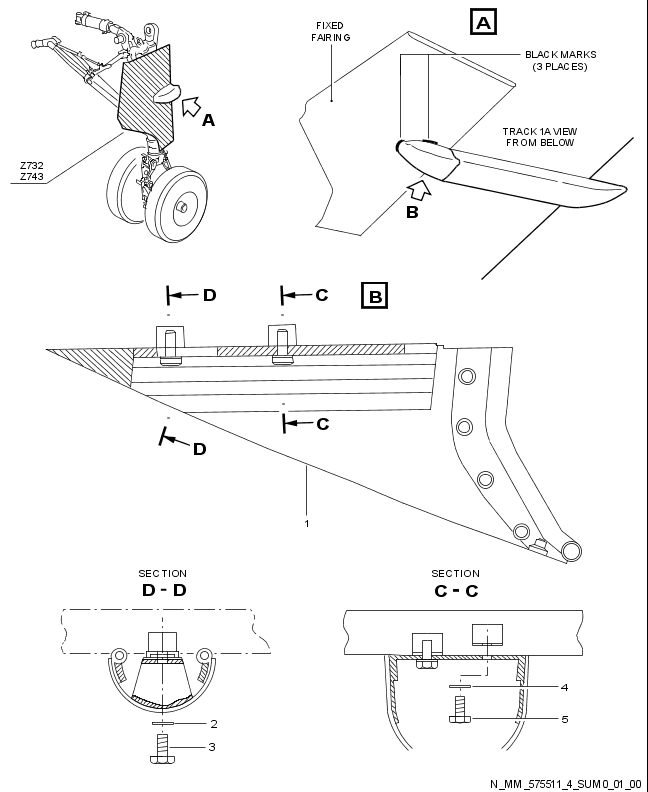 A
FIXED
FAIRING
BLACK MARKS
(3 PLACES)
A
TRACK 1A VIEW
FROM BELOW
Z732
Z743
B
D
C
B
C
D
1
SECTION
D - D
SECTION
C - C
4
2
5
3
N_MM_575511_4_SUM0_01_00